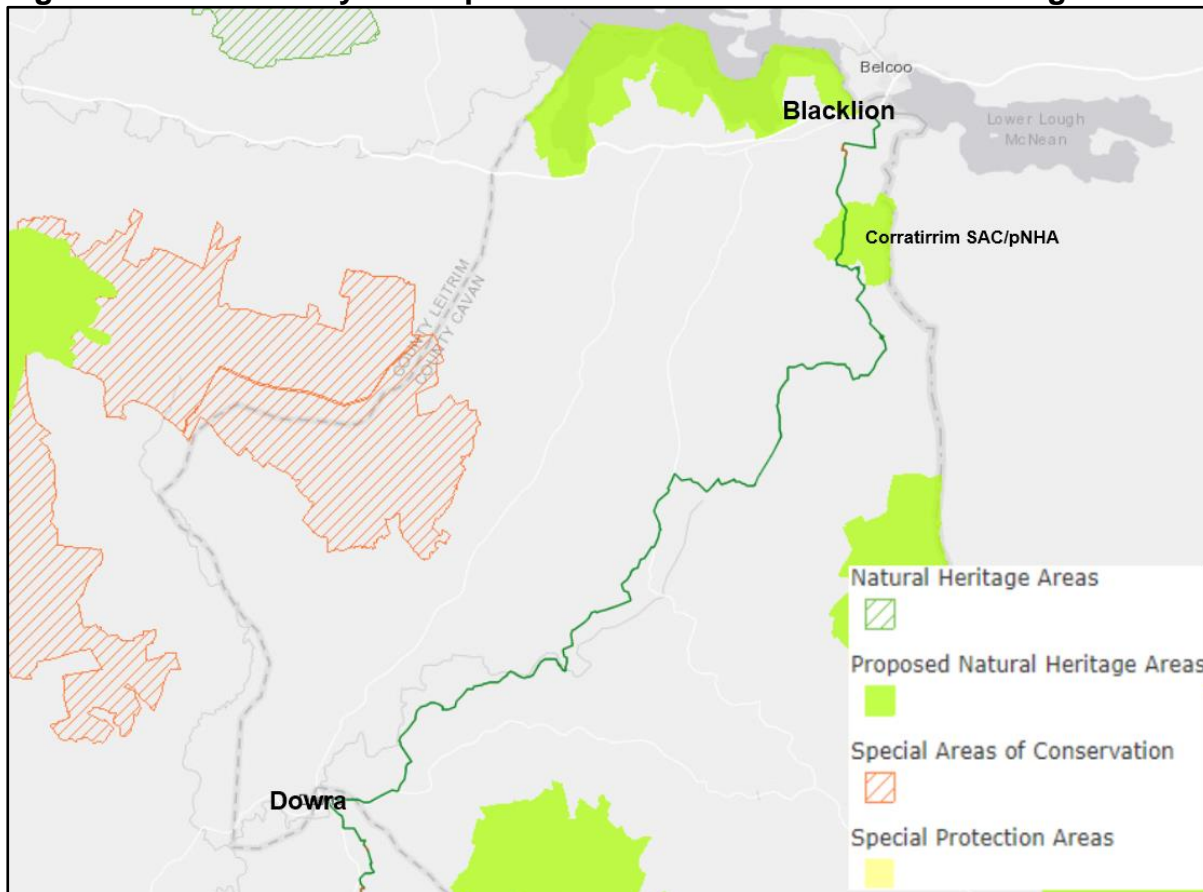 Belcoo
Blacklion
Lower Lough
McNean
Corratirrim SAC/pNHA
COUNTY LEITRIM
COUNTY CAVAN
Natural Heritage Areas
Proposed Natural Heritage Areas
Special Areas of Conservation
Special Protection Areas
Dowra